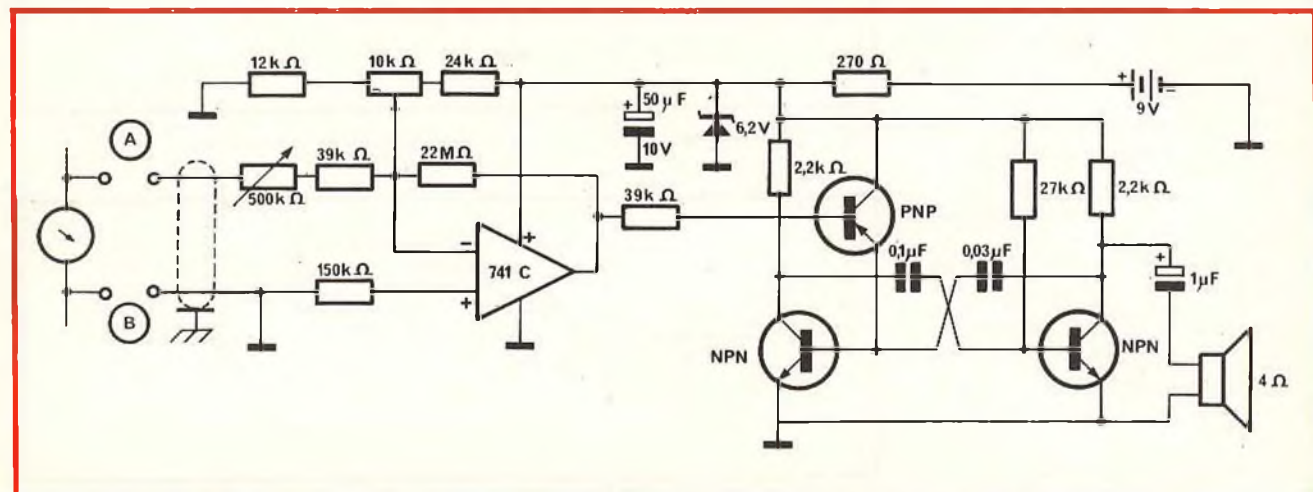 12k Ω
10k Ω
24k Ω
270 Ω
+
−
9V
50 µF
+
10V
6,2V
A
39k Ω
22MΩ
500k Ω
2,2k Ω
PNP
27k Ω
2,2k Ω
39k Ω
−
+
741 C
0,1µF
0,03µF
+
1µF
150k Ω
+
B
NPN
NPN
4 Ω